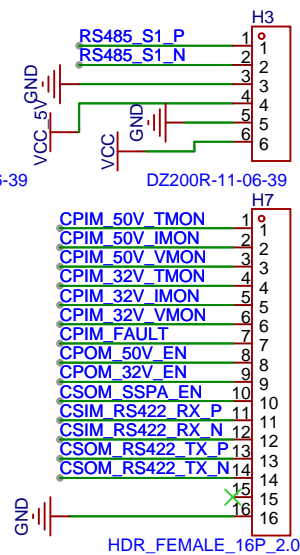 H3
RS485_S1_P 1 1
RS485_S1_N 2 2
GND 3 3
VCC_5V 4 4
GND 5 5
VCC 6 6
6-39 DZ200R-11-06-39
H7
CPIM_50V_TMON 1 1
CPIM_50V_IMON 2 2
CPIM_50V_VMON 3 3
CPIM_32V_TMON 4 4
CPIM_32V_IMON 5 5
CPIM_32V_VMON 6 6
CPIM_FAULT 7 7
CPOM_50V_EN 8 8
CPOM_32V_EN 9 9
CSOM_SSPA_EN 10 10
CSIM_RS422_RX_P 11 11
CSIM_RS422_RX_N 12 12
CSOM_RS422_TX_P 13 13
CSOM_RS422_TX_N 14 14
15 15
GND 16 16
HDR_FEMALE_16P_2.0